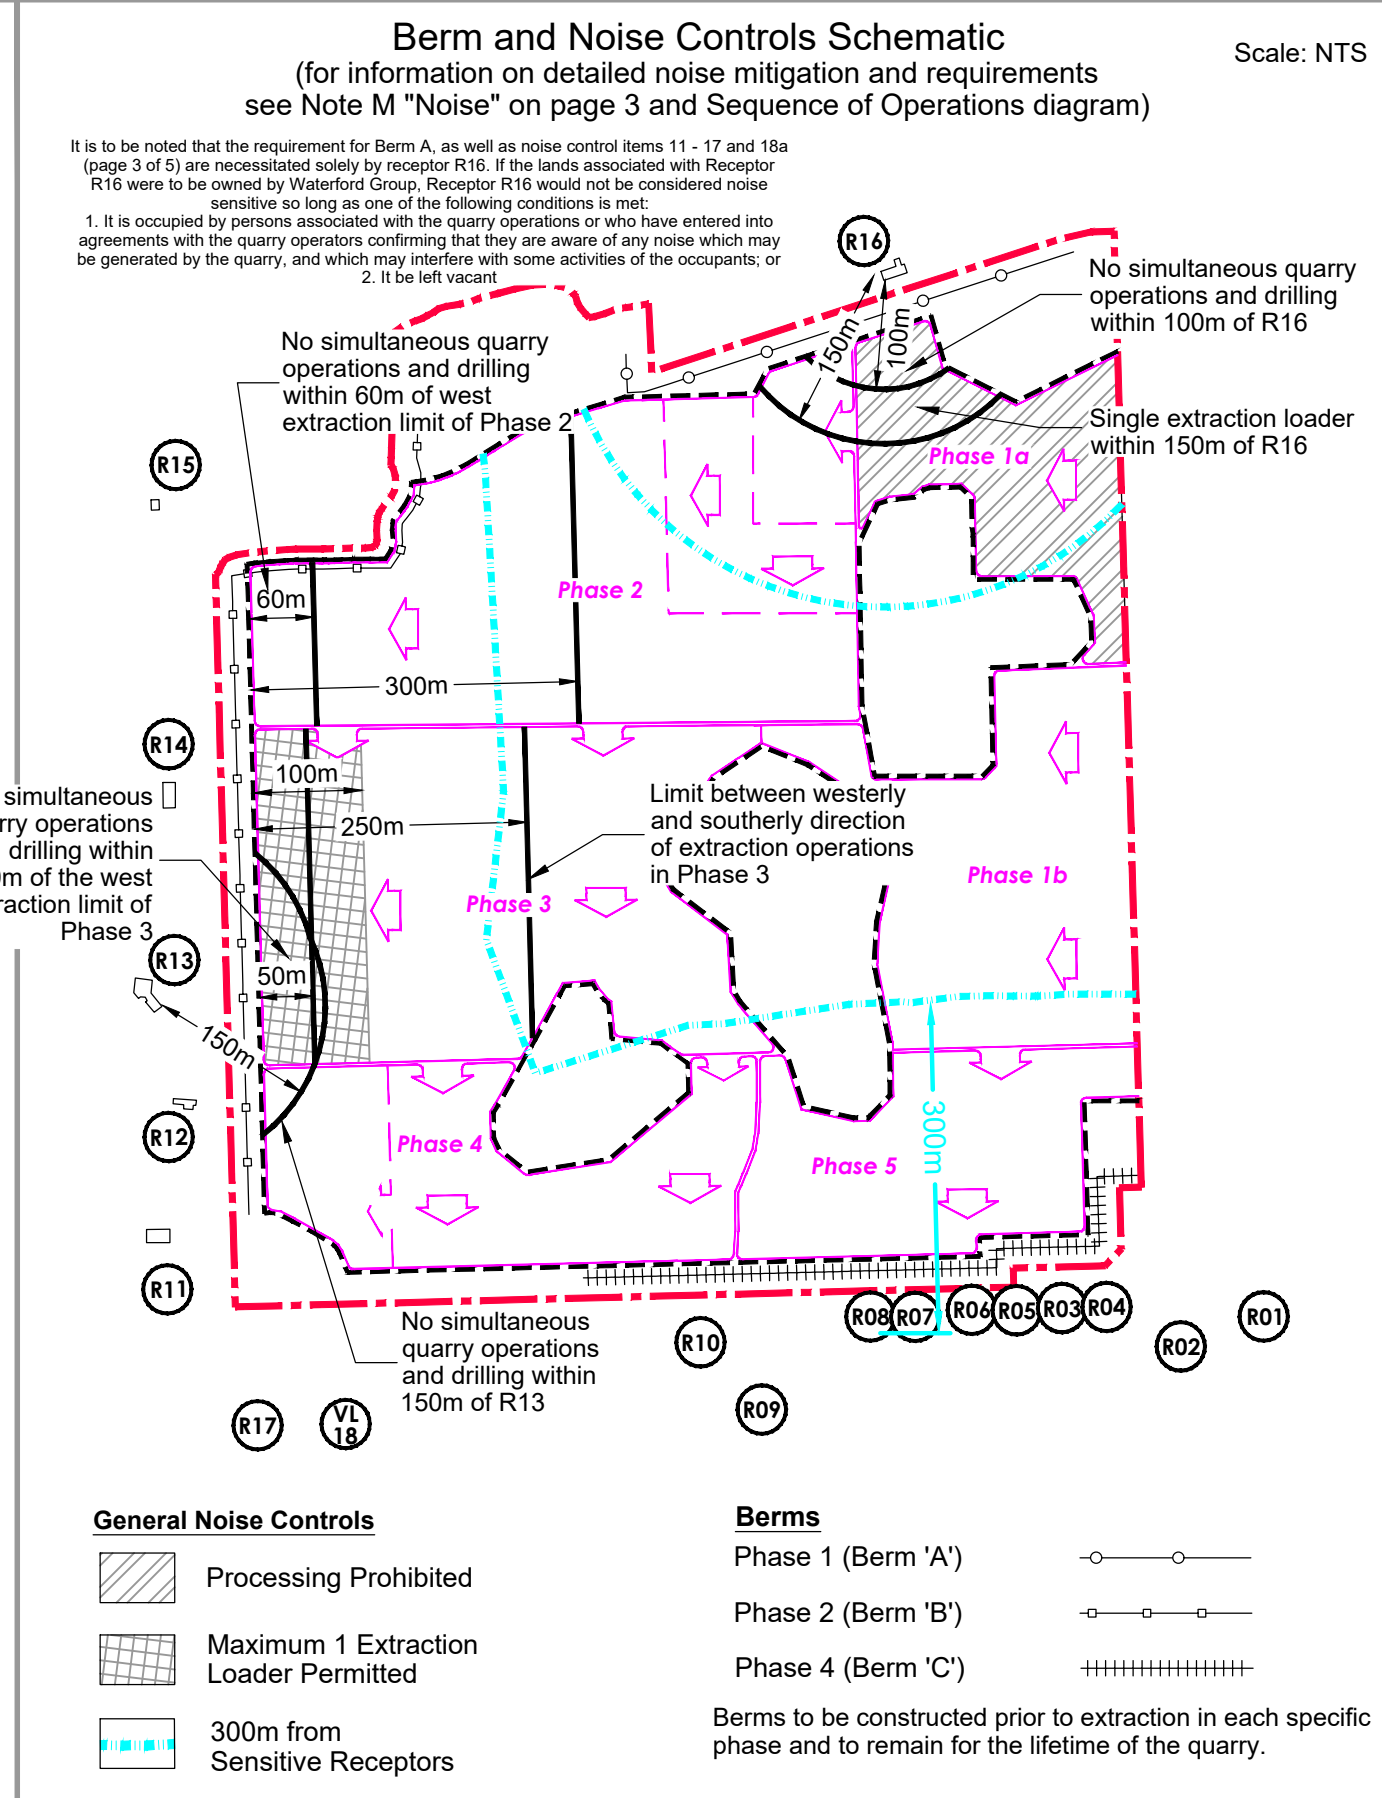 Berm and Noise Controls Schematic
(for information on detailed noise mitigation and requirements
see Note M "Noise" on page 3 and Sequence of Operations diagram)
Scale: NTS
It is to be noted that the requirement for Berm A, as well as noise control items 11 - 17 and 18a
(page 3 of 5) are necessitated solely by receptor R16. If the lands associated with Receptor
R16 were to be owned by Waterford Group, Receptor R16 would not be considered noise
sensitive so long as one of the following conditions is met:
1. It is occupied by persons associated with the quarry operations or who have entered into
agreements with the quarry operators confirming that they are aware of any noise which may
be generated by the quarry, and which may interfere with some activities of the occupants; or
2. It be left vacant
R16
No simultaneous quarry
operations and drilling
within 100m of R16
150m
100m
No simultaneous quarry
operations and drilling
within 60m of west
extraction limit of Phase 2
Single extraction loader
within 150m of R16
Phase 1a
R15
60m
Phase 2
300m
R14
100m
simultaneous
rry operations
drilling within
m of the west
raction limit of
Phase 3
250m
Limit between westerly
and southerly direction
of extraction operations
in Phase 3
Phase 1b
Phase 3
R13
50m
150m
300m
R12
Phase 4
Phase 5
R11
No simultaneous
quarry operations
and drilling within
150m of R13
R10
R08
R07
R06
R05
R03
R04
R01
R02
R09
R17
VL
18
General Noise Controls
Processing Prohibited
Maximum 1 Extraction
Loader Permitted
300m from
Sensitive Receptors
Berms
Phase 1 (Berm 'A')
Phase 2 (Berm 'B')
Phase 4 (Berm 'C')
Berms to be constructed prior to extraction in each specific
phase and to remain for the lifetime of the quarry.